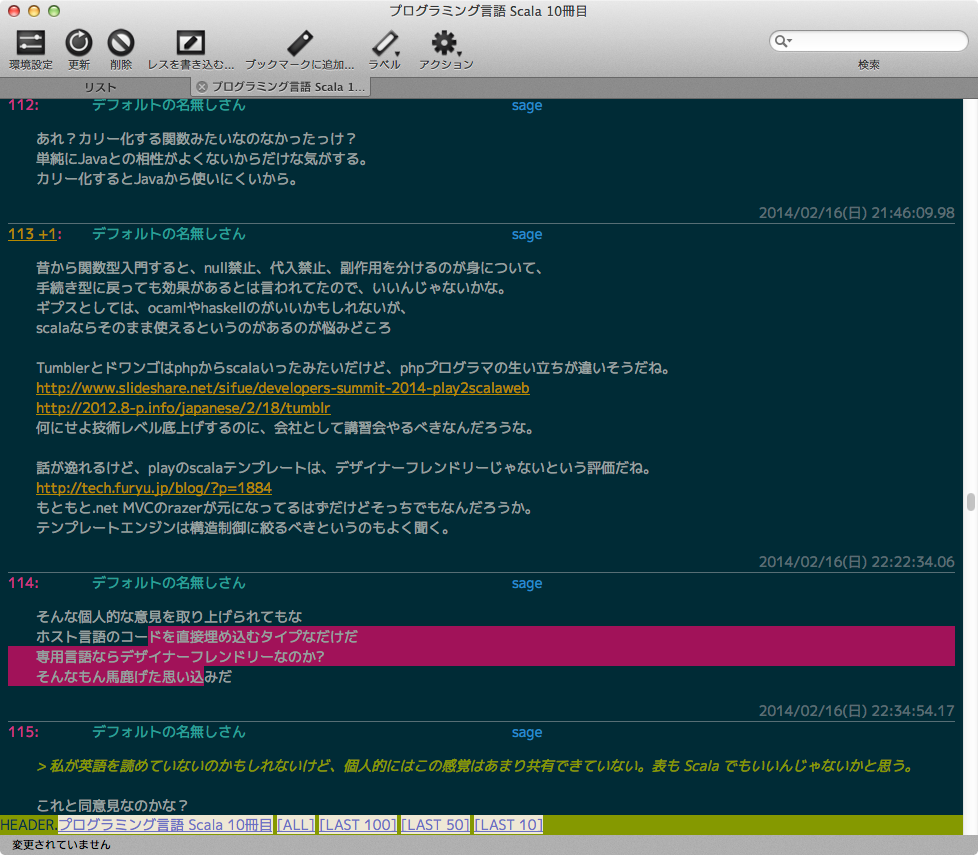 プログラミング言語 Scala 10冊目
環境設定 更新 削除 レスを書き込む... ブックマークに追加... ラベル アクション 検索
リスト プログラミング言語 Scala 1...
112: デフォルトの名無しさん sage
あれ？カリー化する関数みたいなのなかったっけ？
単純にJavaとの相性がよくないからだけな気がする。
カリー化するとJavaから使いにくいから。
2014/02/16(日) 21:46:09.98
113 +1: デフォルトの名無しさん sage
昔から関数型入門すると、null禁止、代入禁止、副作用を分けるのが身について、
手続き型に戻っても効果があるとは言われてたので、いいんじゃないかな。
ギプスとしては、ocamlやhaskellのがいいかもしれないが、
scalaならそのまま使えるというのがあるのが悩みどころ
Tumblerとドワンゴはphpからscalaいったみたいだけど、phpプログラマの生い立ちが違いそうだね。
http://www.slideshare.net/sifue/developers-summit-2014-play2scalaweb
http://2012.8-p.info/japanese/2/18/tumblr
何にせよ技術レベル底上げするのに、会社として講習会やるべきなんだろうな。
話が逸れるけど、playのscalaテンプレートは、デザイナーフレンドリーじゃないという評価だね。
http://tech.furyu.jp/blog/?p=1884
もともと.net MVCのrazerが元になってるはずだけどそっちでもなんだろうか。
テンプレートエンジンは構造制御に絞るべきというのもよく聞く。
2014/02/16(日) 22:22:34.06
114: デフォルトの名無しさん sage
そんな個人的な意見を取り上げられてもな
ホスト言語のコードを直接埋め込むタイプなだけだ
専用言語ならデザイナーフレンドリーなのか?
そんなもん馬鹿げた思い込みだ
2014/02/16(日) 22:34:54.17
115: デフォルトの名無しさん sage
> 私が英語を読めていないのかもしれないけど、個人的にはこの感覚はあまり共有できていない。表も Scala でもいいんじゃないかと思う。
これと同意見なのかな？
HEADER.プログラミング言語 Scala 10冊目 [ALL] [LAST 100] [LAST 50] [LAST 10]
変更されていません